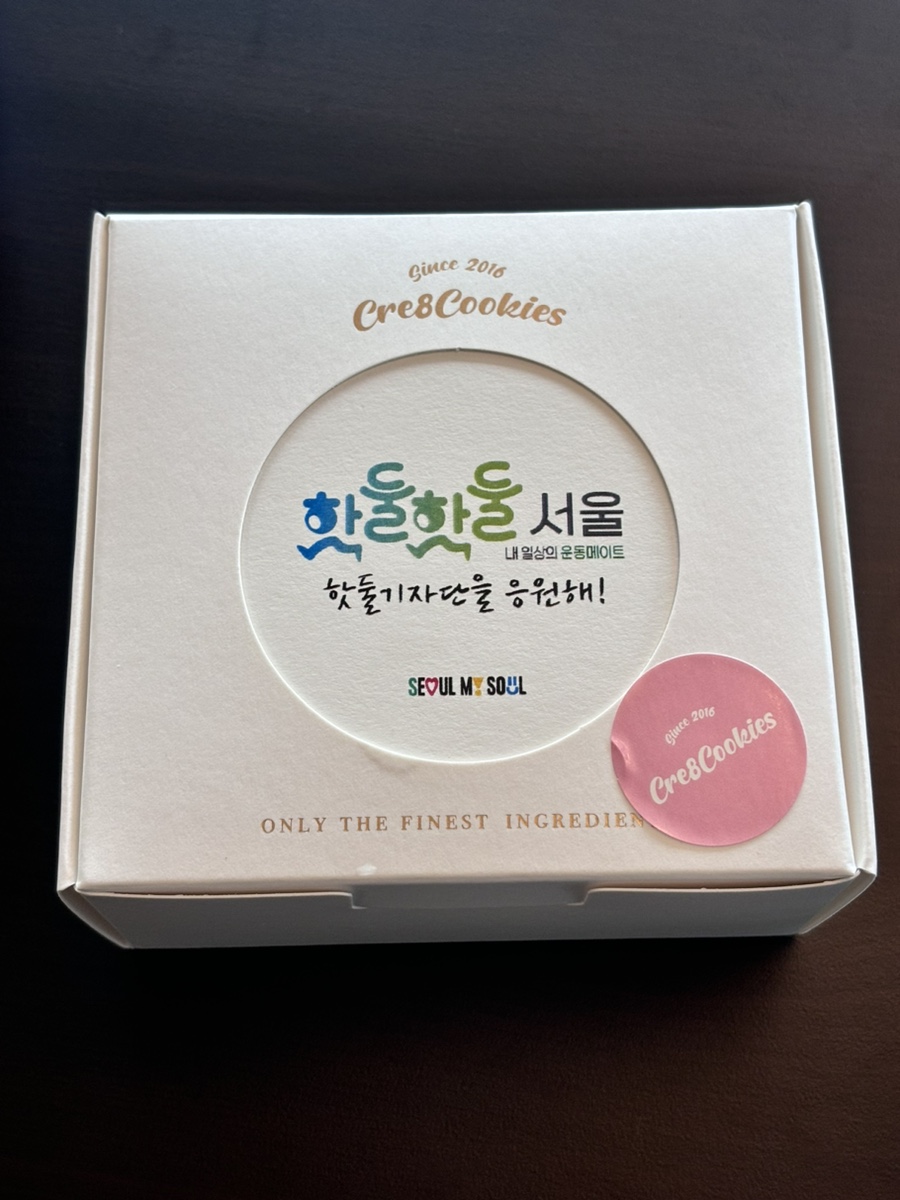 Since 2016
Cre8Cookies
핫둘핫둘 서울
내 일상의 운동메이트
핫둘기자단을 응원해!
SEOUL MY SOUL
Since 2016
Cre8Cookies
ONLY THE FINEST INGREDIEN